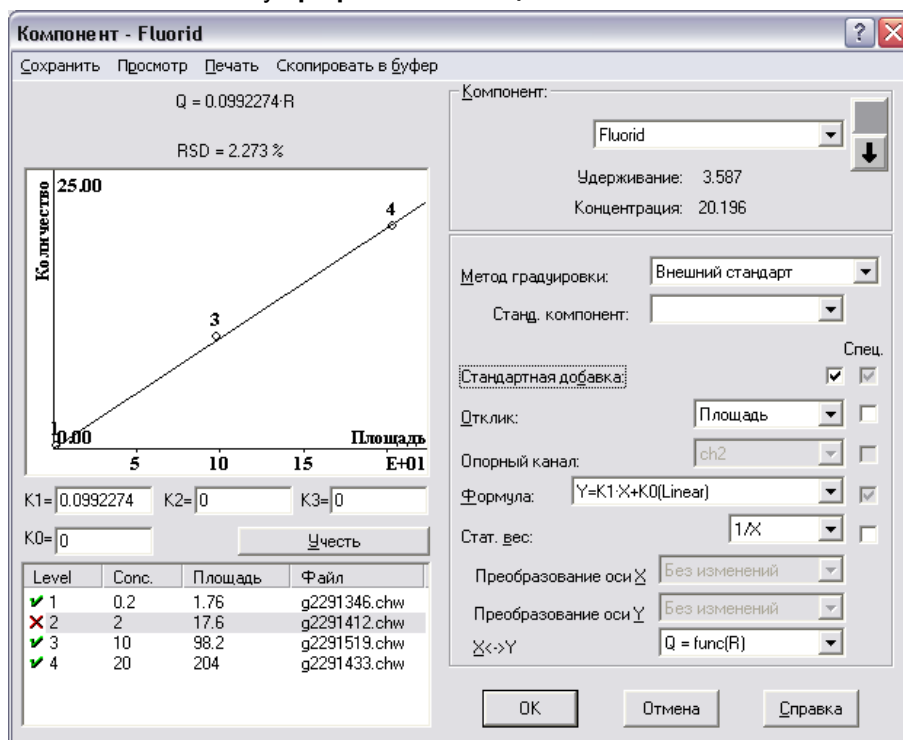 Компонент - Fluorid
Сохранить Просмотр Печать Скопировать в буфер
Q = 0.0992274·R
RSD = 2.273 %
Количество
25.00
4
3
1
0.00
Площадь
5 10 15 E+01
K1= 0.0992274 K2= 0 K3= 0
K0= 0 Учесть
Level Conc. Площадь Файл
1 0.2 1.76 g2291346.chw
2 2 17.6 g2291412.chw
3 10 98.2 g2291519.chw
4 20 204 g2291433.chw
Компонент:
Fluorid
Удерживание: 3.587
Концентрация: 20.196
Метод градуировки: Внешний стандарт
Станд. компонент:
Спец.
Стандартная добавка:
Отклик: Площадь
Опорный канал: ch2
Формула: Y=K1·X+K0(Linear)
Стат. вес: 1/X
Преобразование оси X Без изменений
Преобразование оси Y Без изменений
X<->Y Q = func(R)
OK Отмена Справка